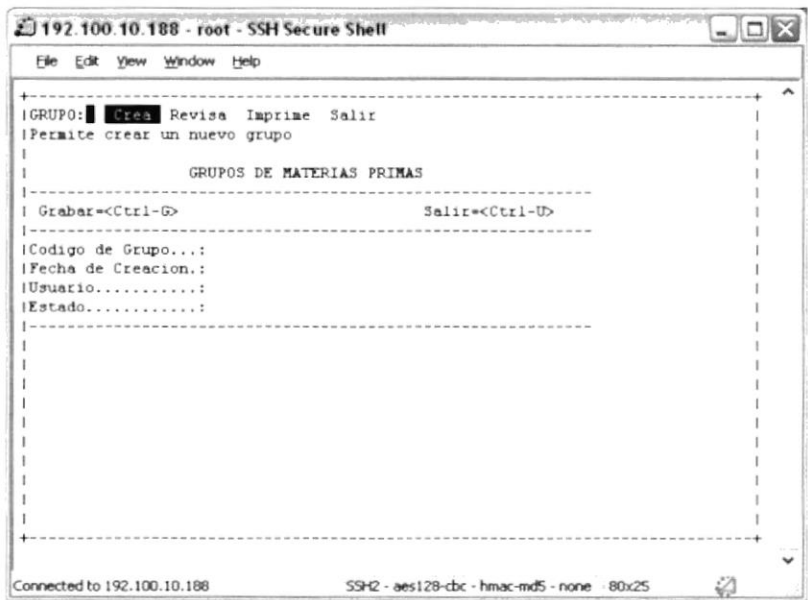 192.100.10.188 - root - SSH Secure Shell
File Edit View Window Help
GRUPO: Crea Revisa Imprime Salir
Permite crear un nuevo grupo
GRUPOS DE MATERIAS PRIMAS
Grabar=<Ctrl-G> Salir=<Ctrl-U>
Codigo de Grupo...:
Fecha de Creacion.:
Usuario...........:
Estado............:
Connected to 192.100.10.188 SSH2 - aes128-cbc - hmac-md5 - none 80x25